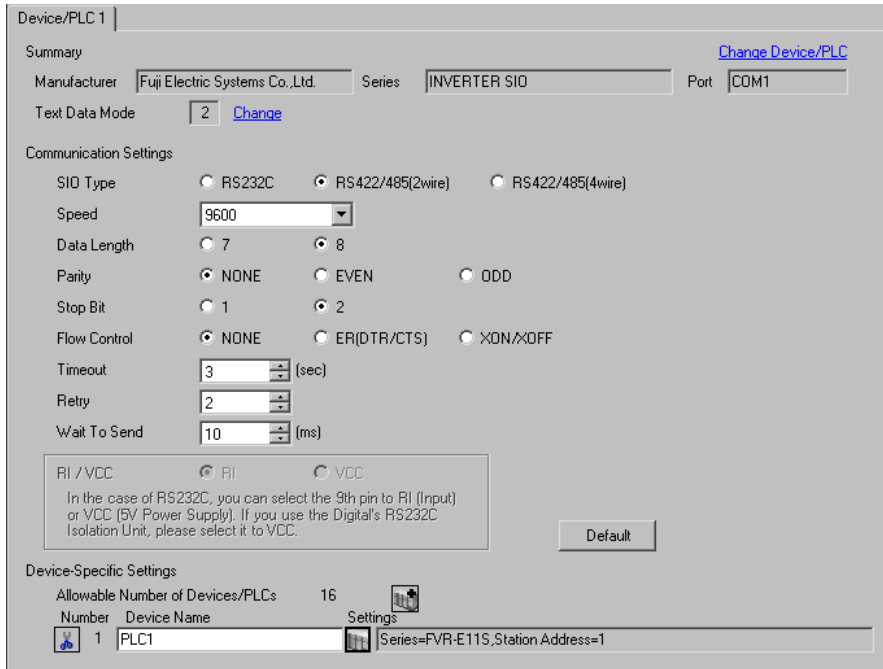 Device/PLC 1
Summary
Change Device/PLC
Manufacturer Fuji Electric Systems Co.,Ltd. Series INVERTER SIO Port COM1
Text Data Mode 2 Change
Communication Settings
SIO Type RS232C RS422/485(2wire) RS422/485(4wire)
Speed 9600
Data Length 7 8
Parity NONE EVEN ODD
Stop Bit 1 2
Flow Control NONE ER(DTR/CTS) XON/XOFF
Timeout 3 (sec)
Retry 2
Wait To Send 10 (ms)
RI / VCC RI VCC
In the case of RS232C, you can select the 9th pin to RI (Input)
or VCC (5V Power Supply). If you use the Digital's RS232C
Isolation Unit, please select it to VCC.
Default
Device-Specific Settings
Allowable Number of Devices/PLCs 16
Number Device Name Settings
1 PLC1 Series=FVR-E11S,Station Address=1